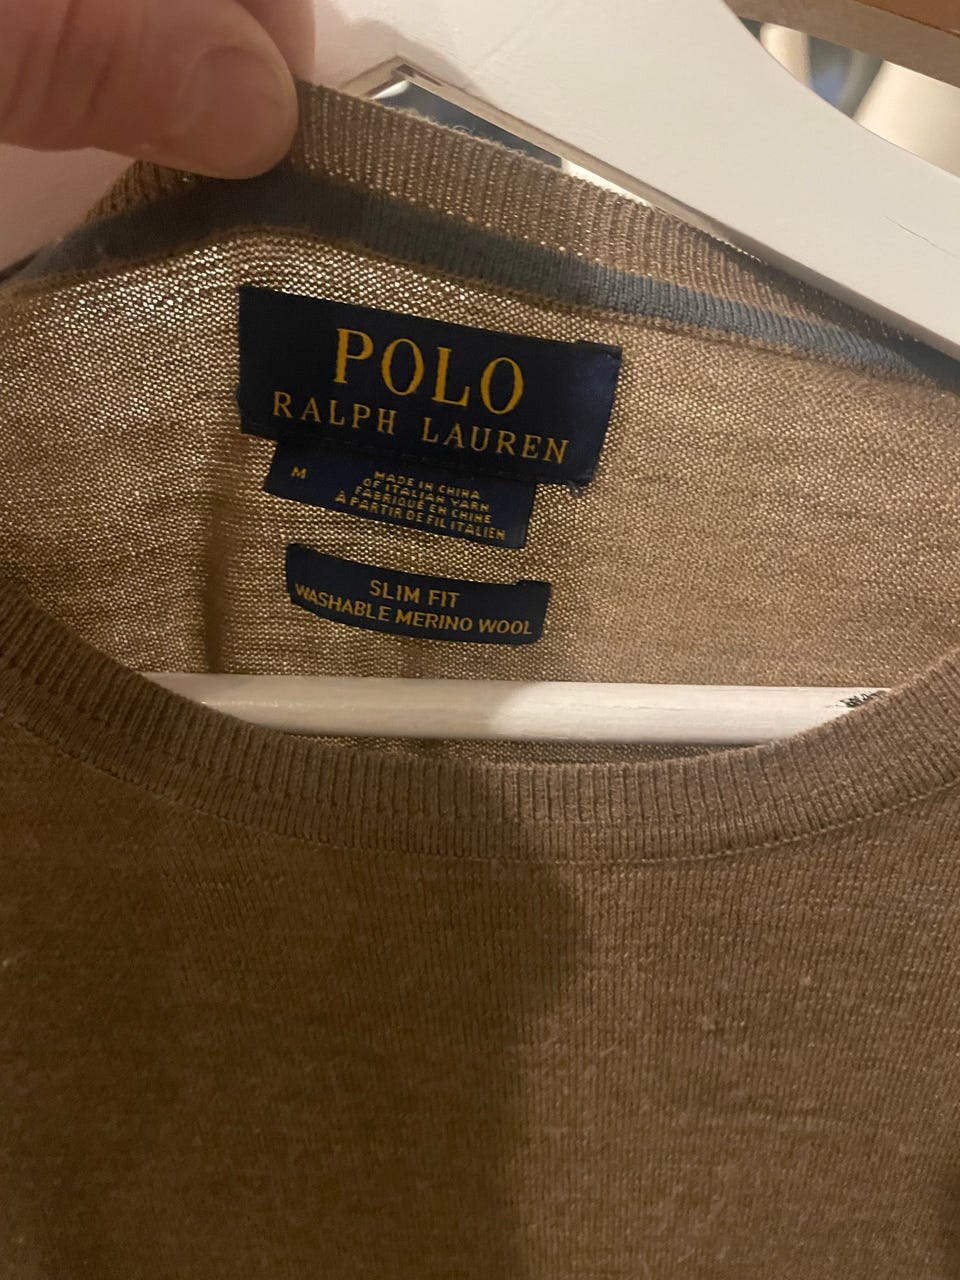 POLO
RALPH LAUREN
M
MADE IN CHINA
OF ITALIAN YARN
FABRIQUÉ EN CHINE
À PARTIR DE FIL ITALIEN
SLIM FIT
WASHABLE MERINO WOOL